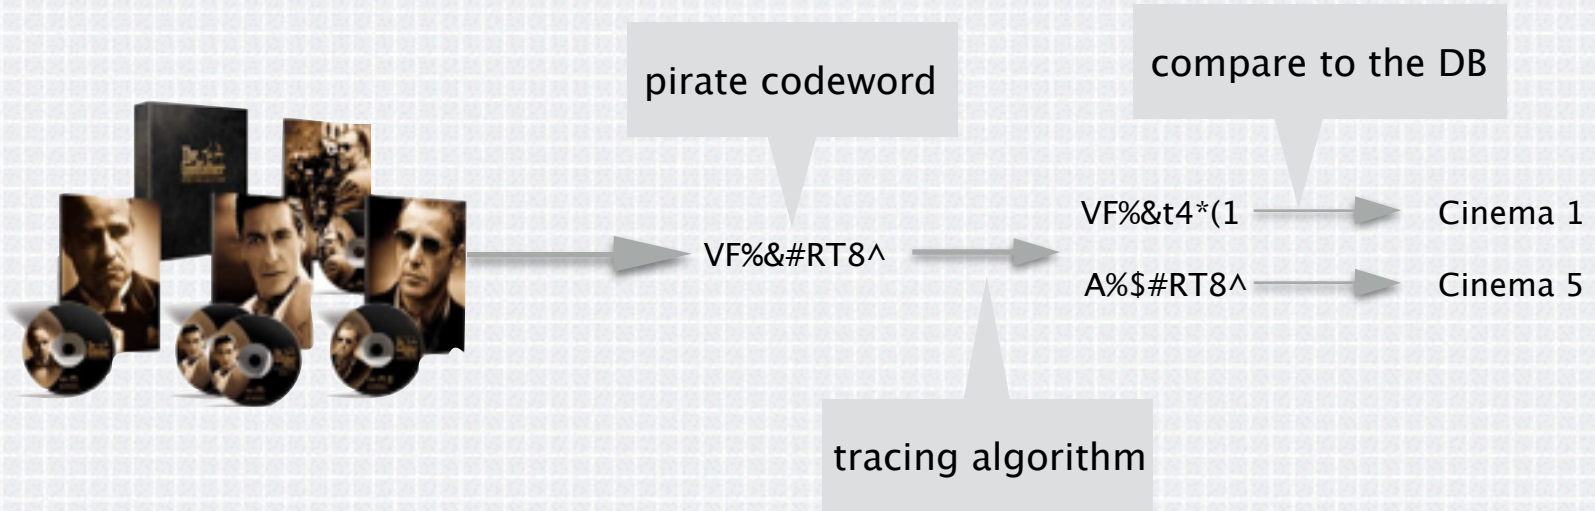 pirate codeword
compare to the DB
VF%&#RT8^
VF%&t4*(1
Cinema 1
A%$#RT8^
Cinema 5
tracing algorithm